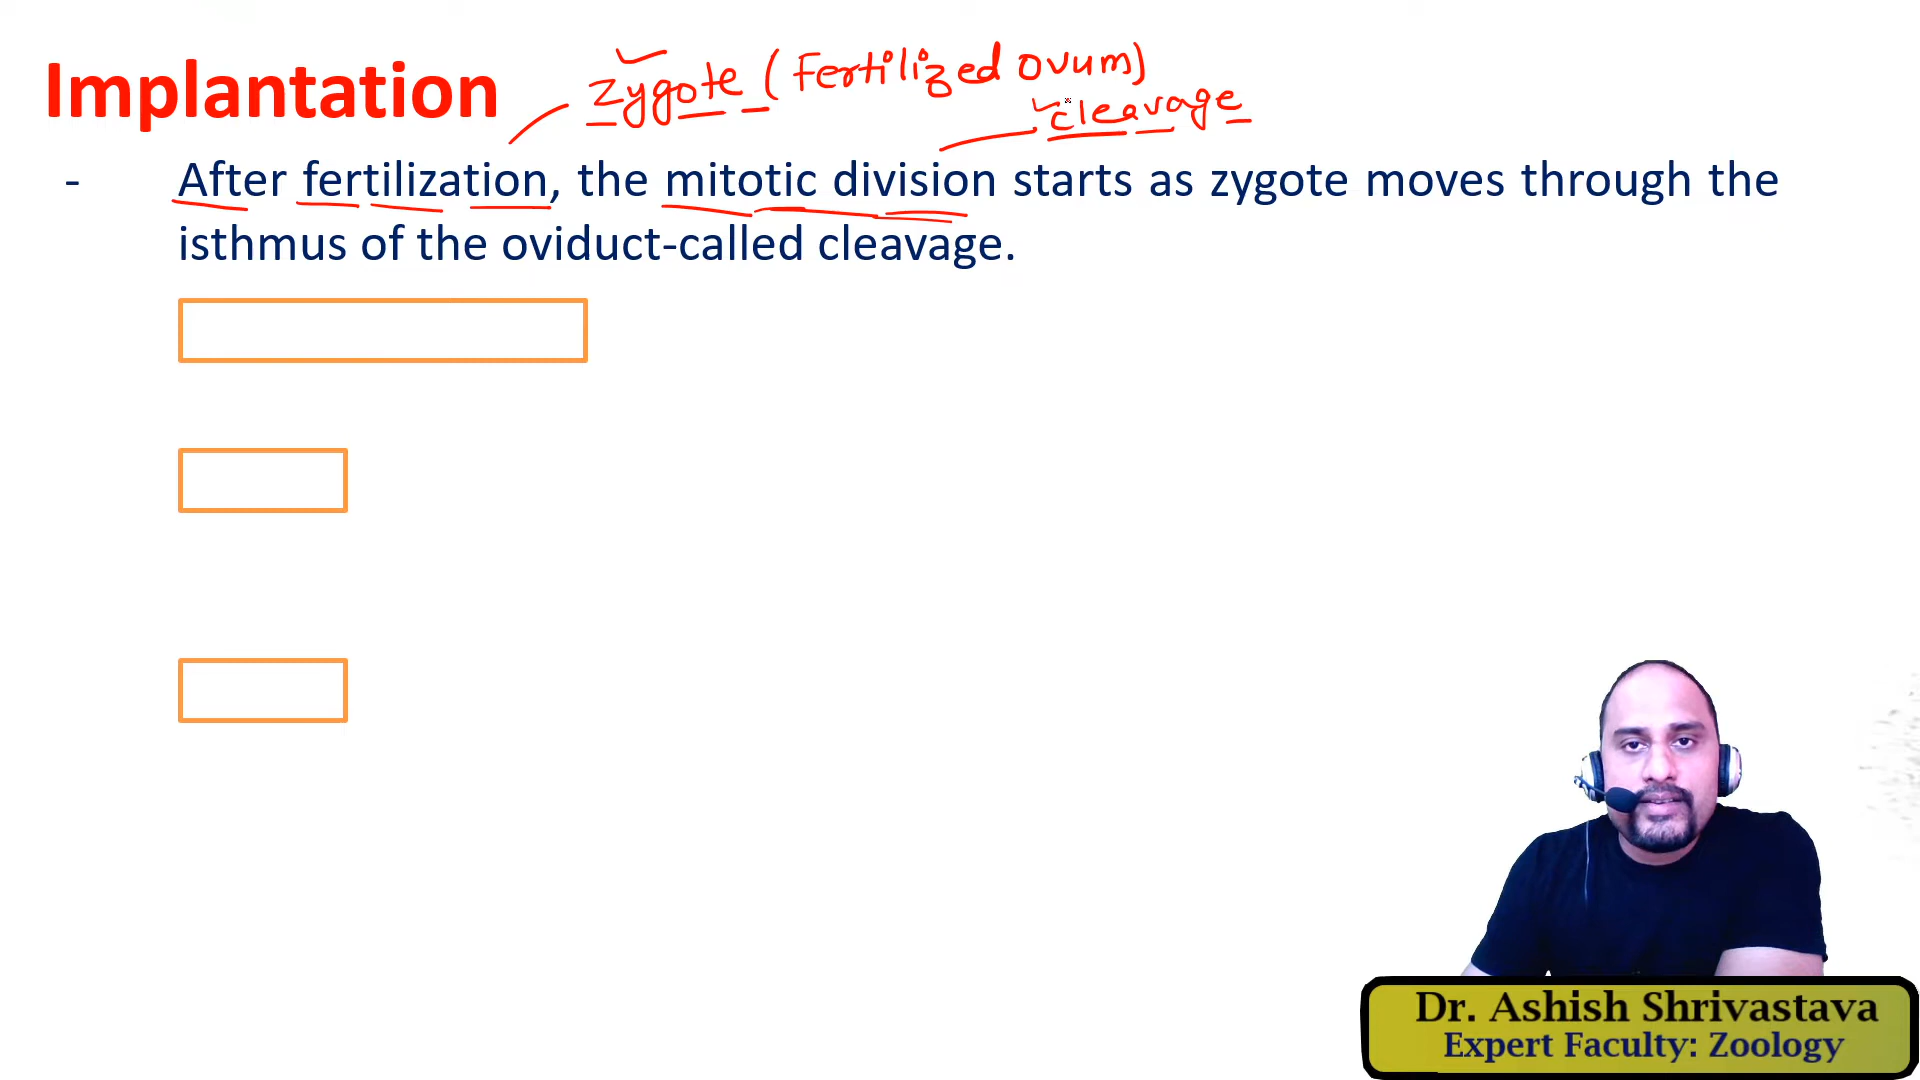 Implantation
zygote (Fertilized ovum)
cleavage
- After fertilization, the mitotic division starts as zygote moves through the
isthmus of the oviduct-called cleavage.
Dr. Ashish Shrivastava
Expert Faculty: Zoology